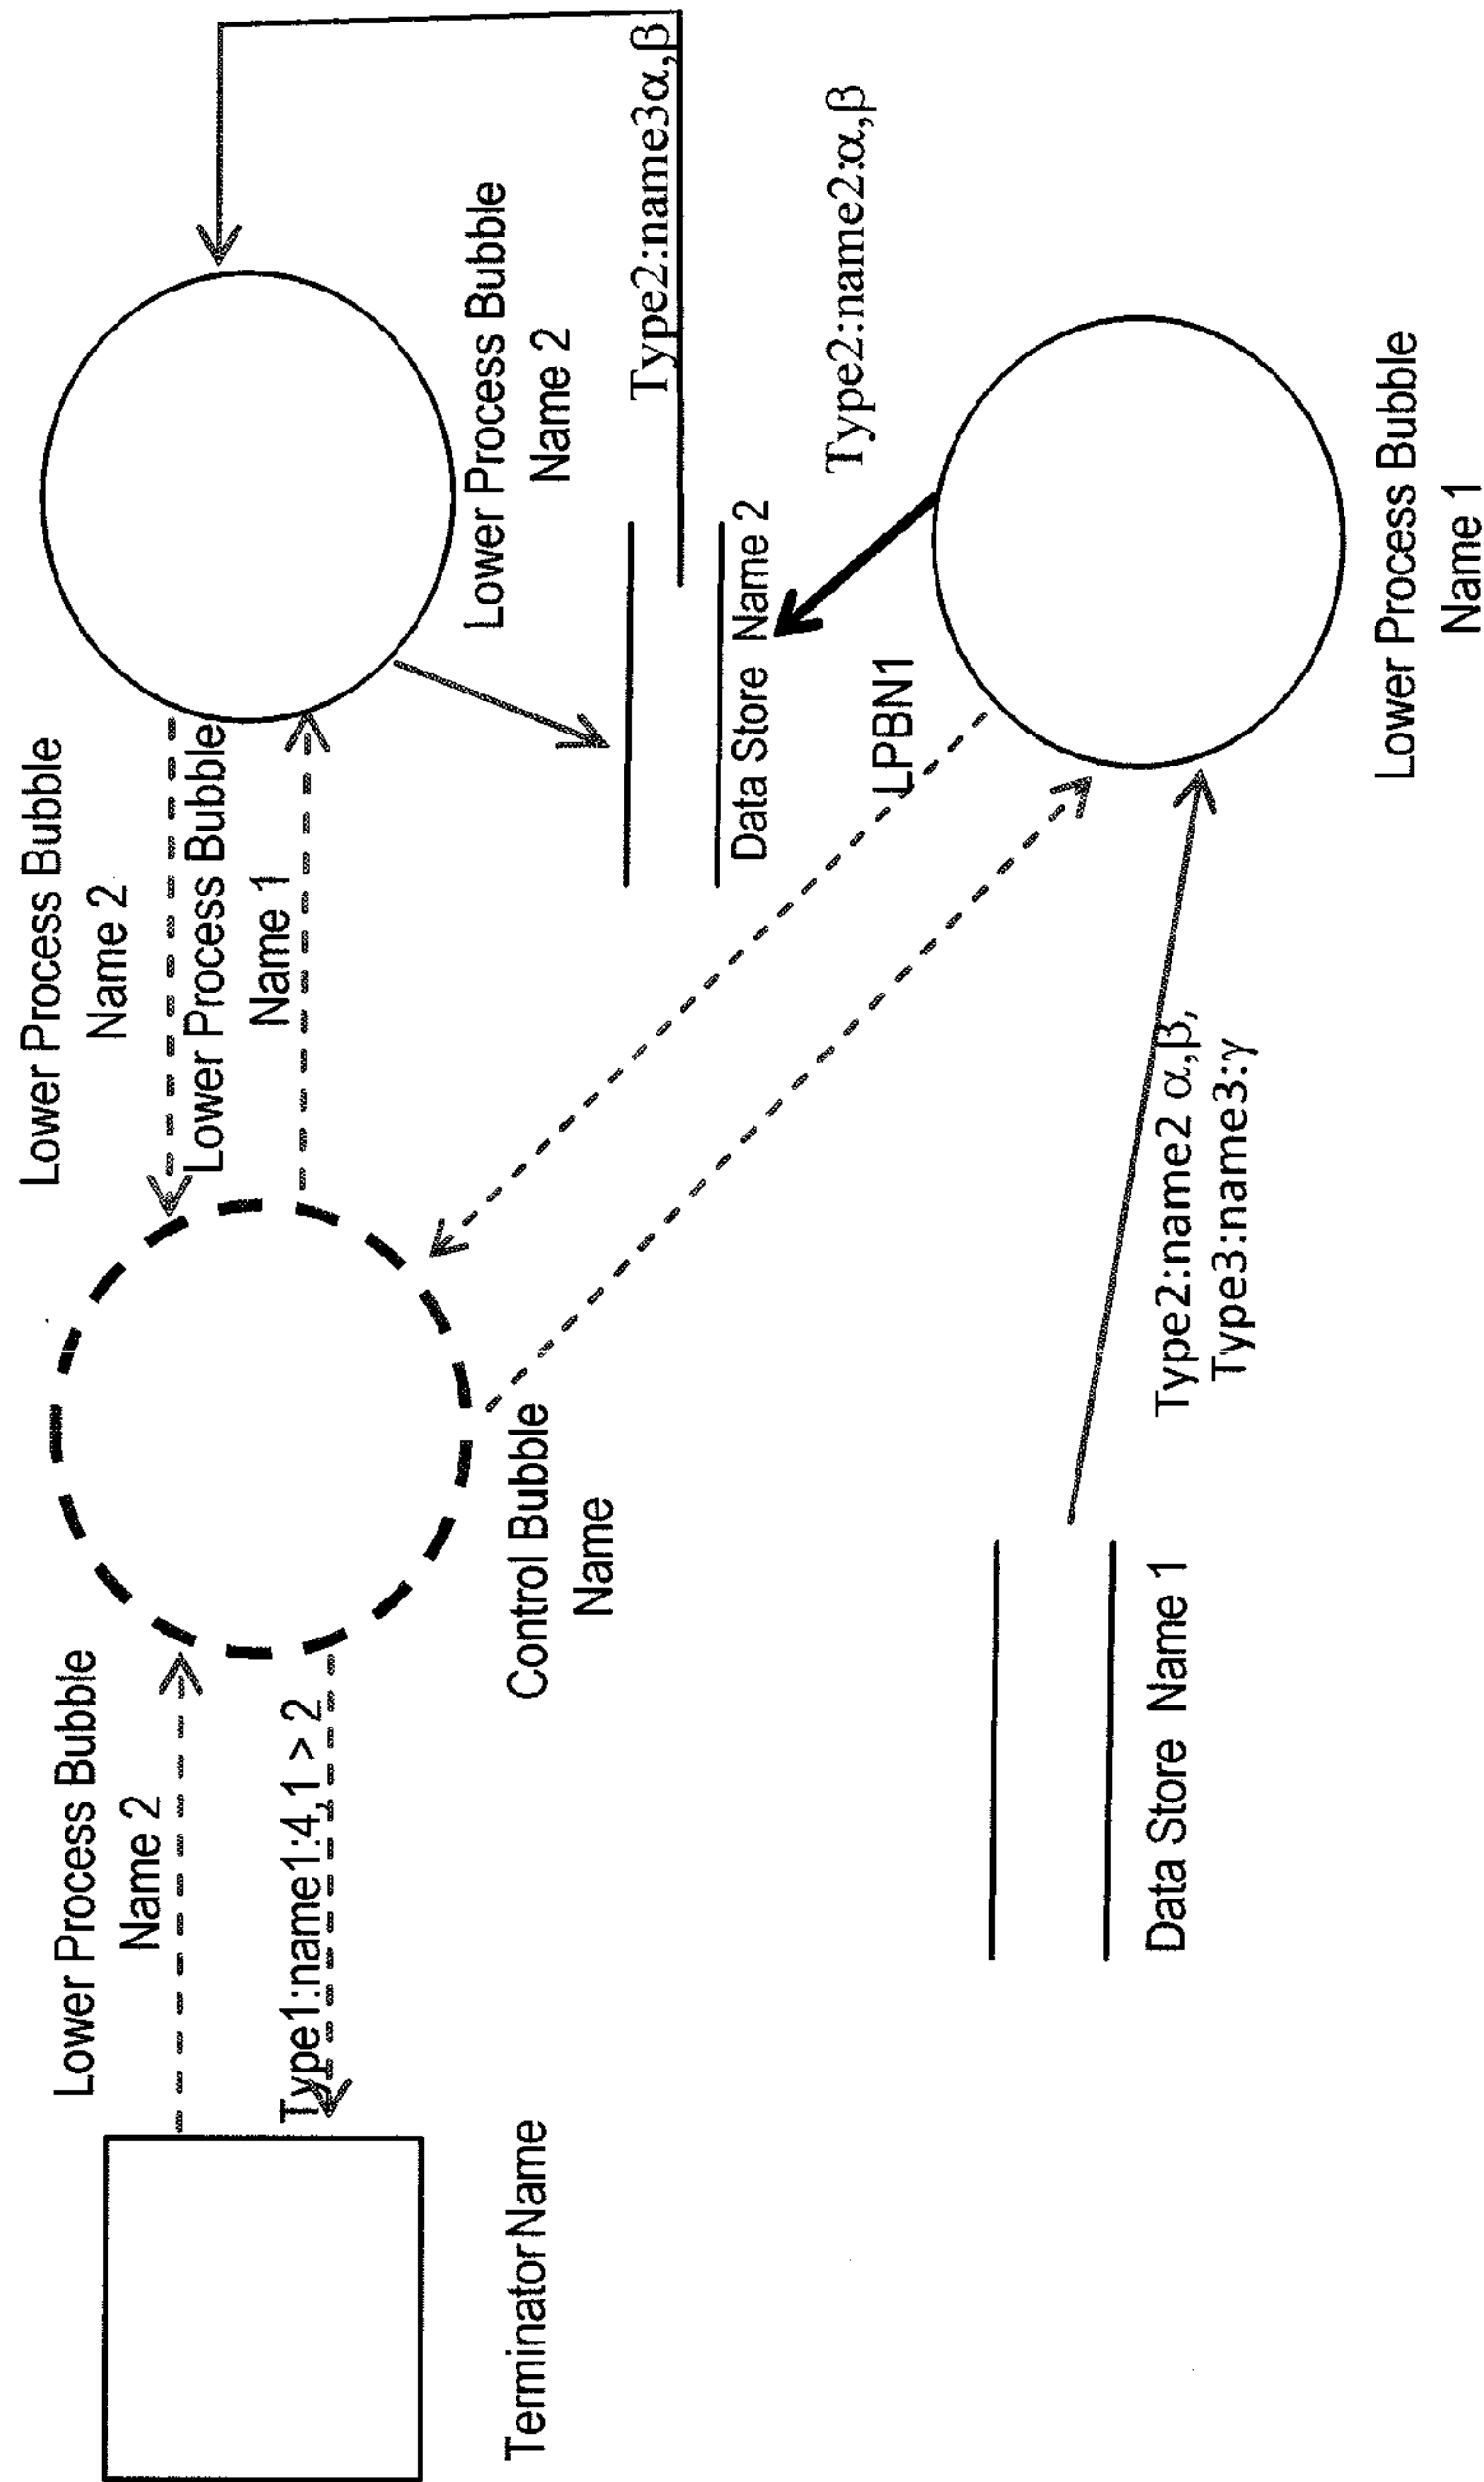 Lower Process Bubble
Name 2
Type1:name1:4,1 > 2
Terminator Name
Control Bubble
Name
Lower Process Bubble
Name 2
Lower Process Bubble
Name 1
Lower Process Bubble
Name 2
Type2:name3α,β
Data Store Name 2
LPBN1
Type2:name2:α,β
Type2:name2 α,β,
Type3:name3:γ
Data Store Name 1
Lower Process Bubble
Name 1